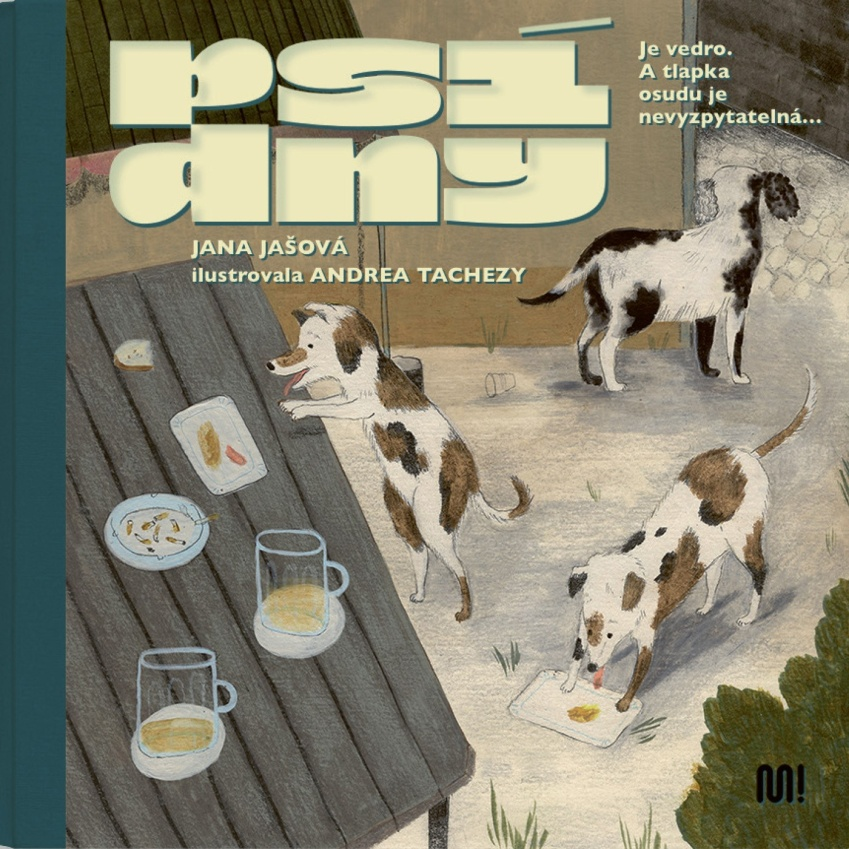 psí
dny
Je vedro.
A tlapka
osudu je
nevyzpytatelná...
JANA JAŠOVÁ
ilustrovala ANDREA TACHEZY
M!